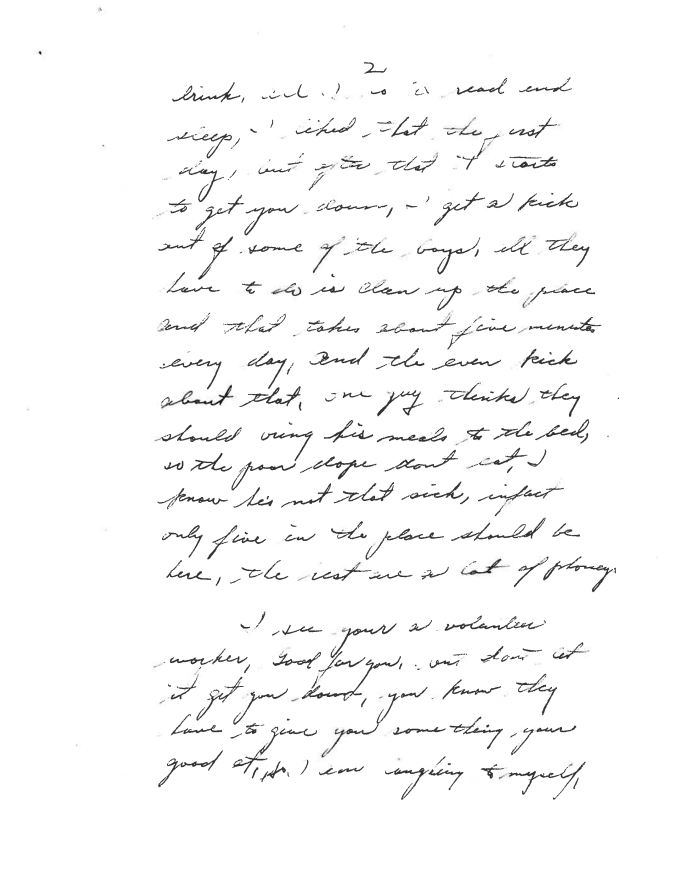 2
drink, and I do is read and
sleep, I liked that the first
day, but after that it starts
to get you down, I get a kick
out of some of the boys, all they
have to do is clean up the place
and that takes about five minutes
every day, and the even kick
about that, one guy thinks they
should bring his meals to the bed,
so the poor dope dont eat, I
know his not that sick, infact
only five in the place should be
here, the rest are a lot of phoneys
I see your a volunteer
worker, Good for you, but dont let
it get you down, you know they
have to give you something your
good at, I am laughing to myself,